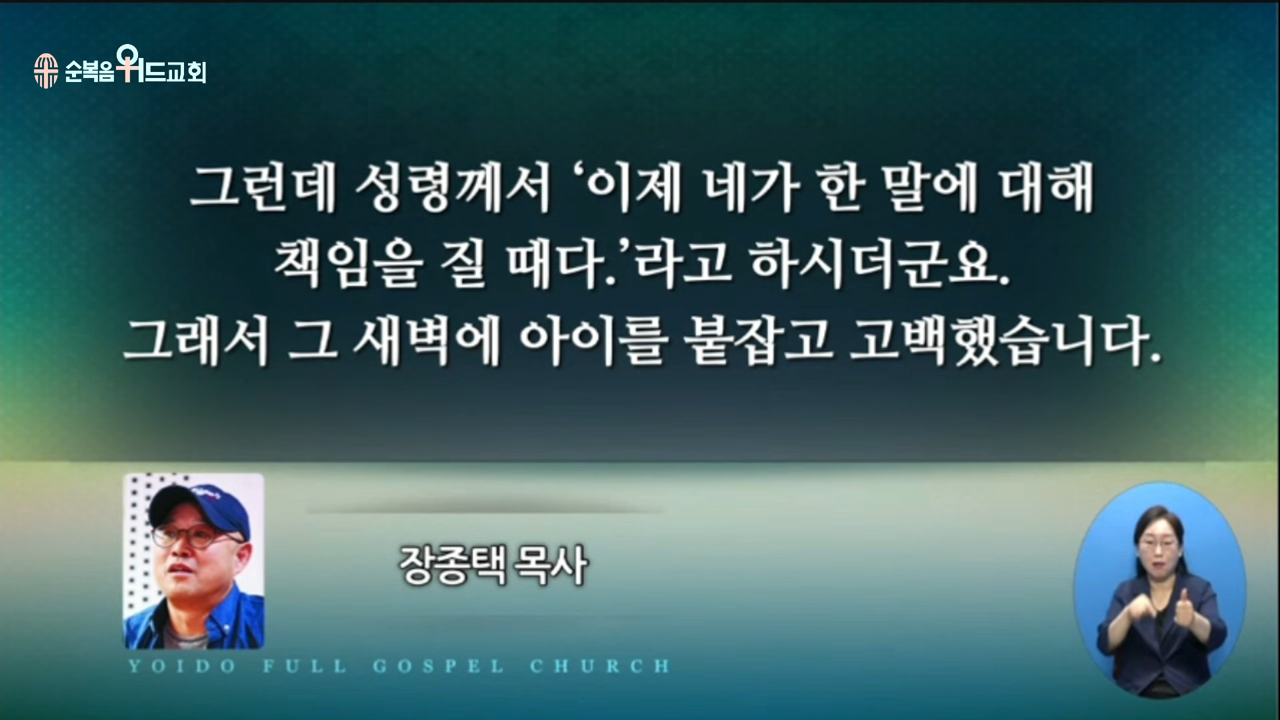 순복음위드교회
그런데 성령께서 ‘이제 네가 한 말에 대해
책임을 질 때다.’라고 하시더군요.
그래서 그 새벽에 아이를 붙잡고 고백했습니다.
장종택 목사
YOIDO FULL GOSPEL CHURCH